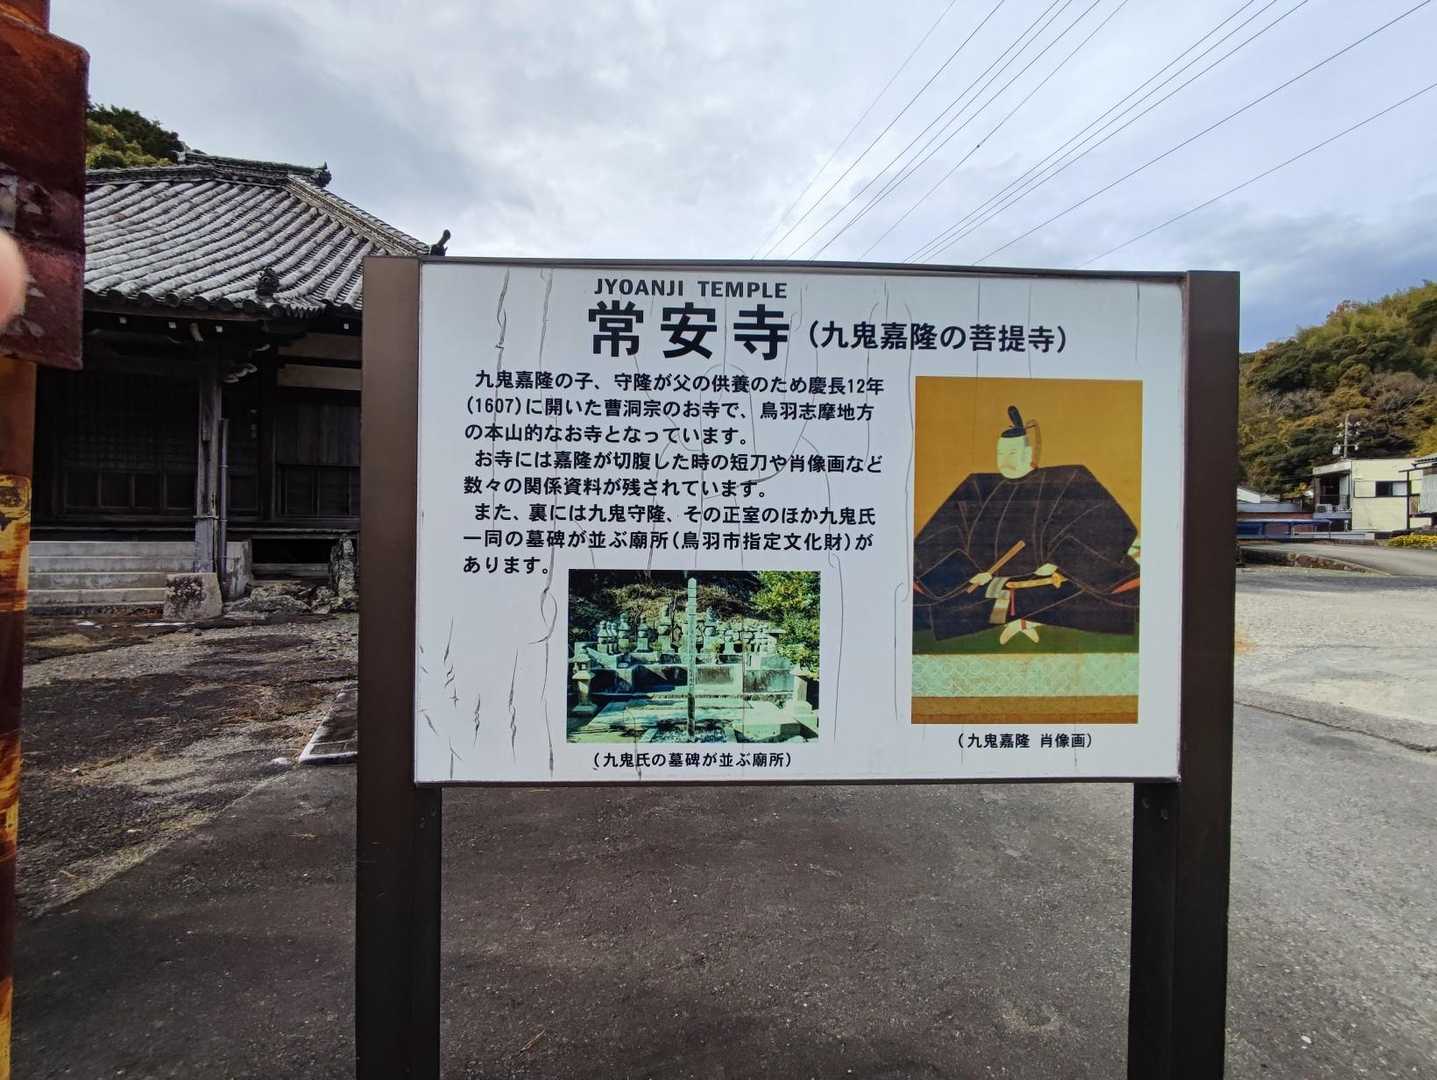 JYOANJI TEMPLE
常安寺(九鬼嘉隆の菩提寺)
九鬼嘉隆の子、守隆が父の供養のため慶長12年
(1607)に開いた曹洞宗のお寺で、鳥羽志摩地方
の本山的なお寺となっています。
お寺には嘉隆が切腹した時の短刀や肖像画など
数々の関係資料が残されています。
また、裏には九鬼守隆、その正室のほか九鬼氏
一同の墓碑が並ぶ廟所(鳥羽市指定文化財)が
あります。
(九鬼氏の墓碑が並ぶ廟所)
(九鬼嘉隆 肖像画)